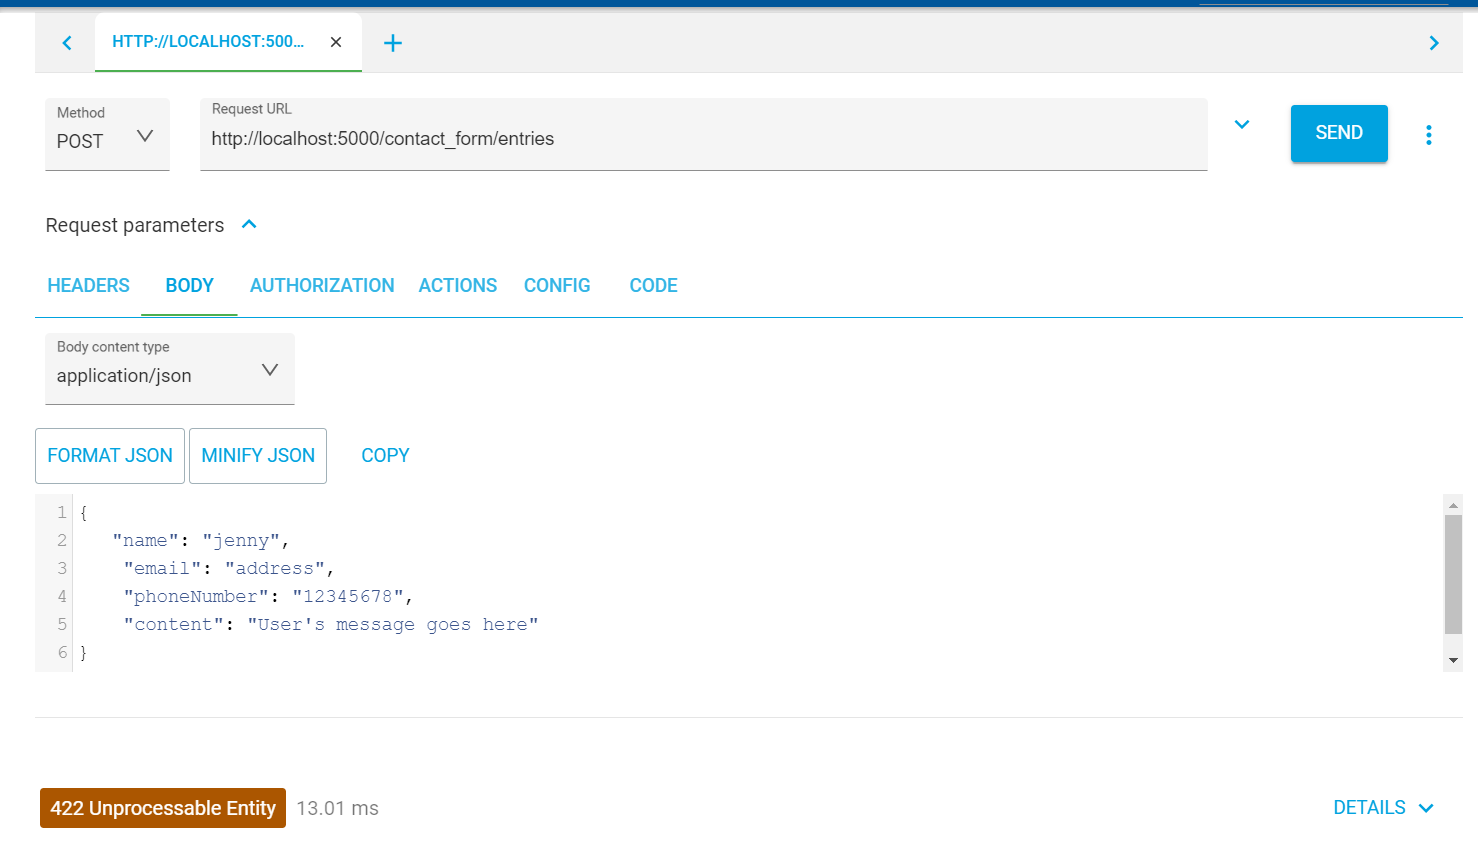 HTTP://LOCALHOST:500...
Method
POST
Request URL
http://localhost:5000/contact_form/entries
SEND
Request parameters
HEADERS BODY AUTHORIZATION ACTIONS CONFIG CODE
Body content type
application/json
FORMAT JSON MINIFY JSON COPY
1 {
2 "name": "jenny",
3 "email": "address",
4 "phoneNumber": "12345678",
5 "content": "User's message goes here"
6 }
422 Unprocessable Entity 13.01 ms DETAILS